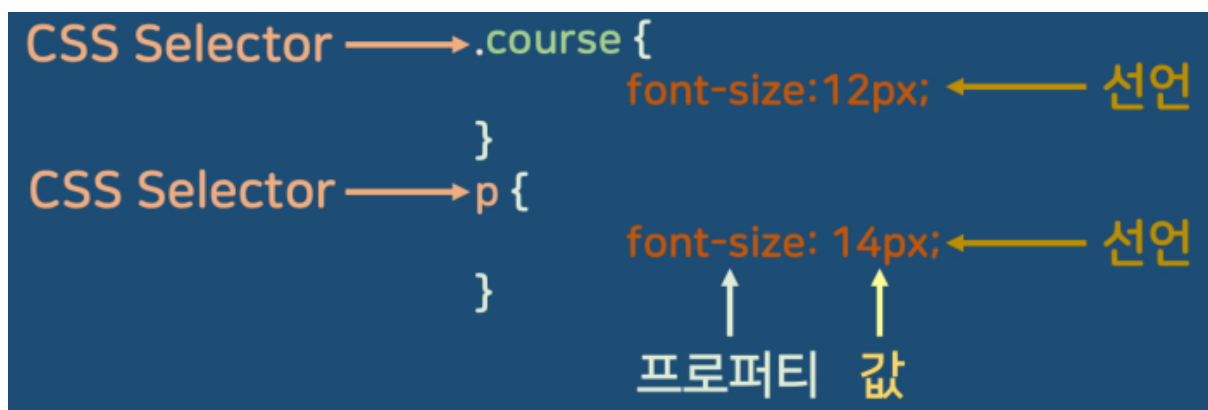 CSS Selector .course {
font-size:12px; 선언
}
CSS Selector p {
font-size: 14px; 선언
}
프로퍼티 값